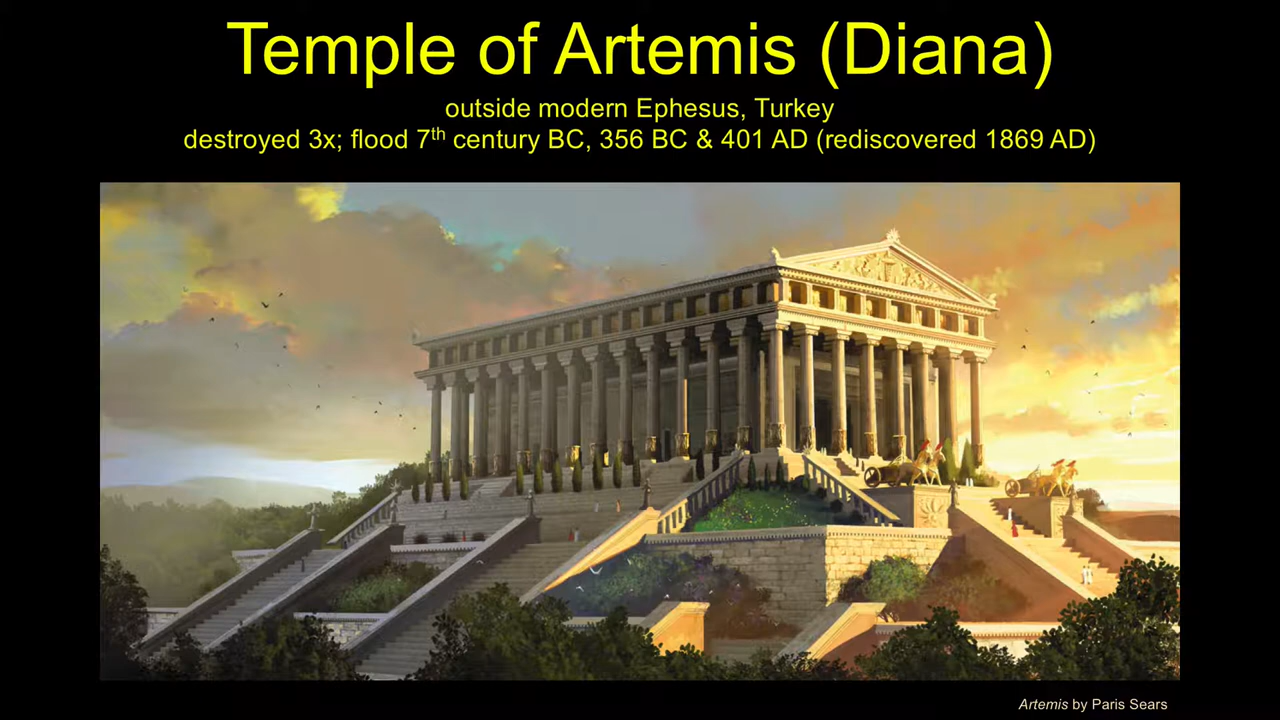 Temple of Artemis (Diana)
outside modern Ephesus, Turkey
destroyed 3x; flood 7th century BC, 356 BC & 401 AD (rediscovered 1869 AD)
Artemis by Paris Sears